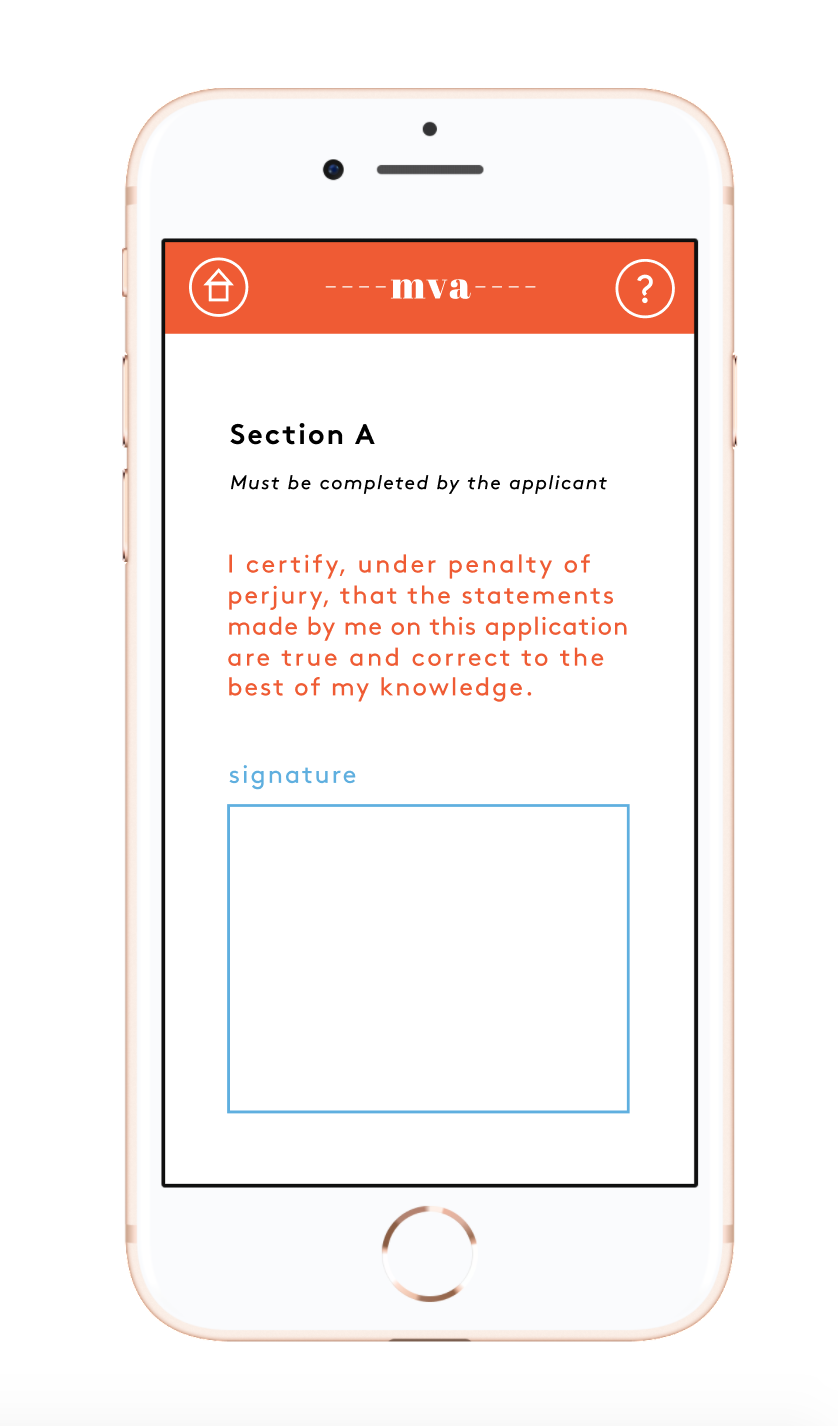 ----mva----
?
Section A
Must be completed by the applicant
I certify, under penalty of
perjury, that the statements
made by me on this application
are true and correct to the
best of my knowledge.
signature